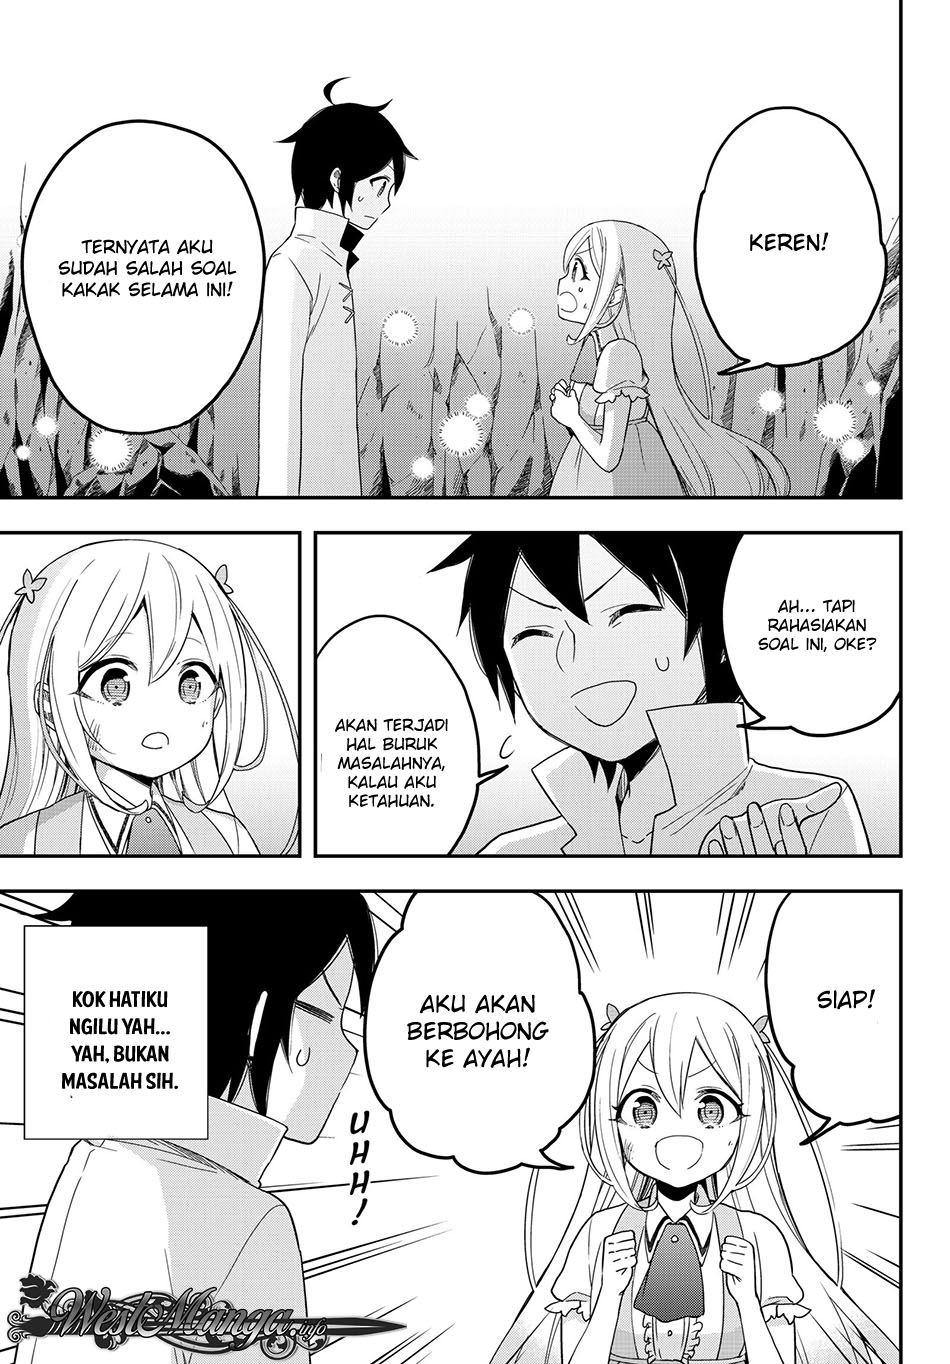 KEREN!
TERNYATA AKU
SUDAH SALAH SOAL
KAKAK SELAMA INI!
AH... TAPI
RAHASIAKAN
SOAL INI, OKE?
AKAN TERJADI
HAL BURUK
MASALAHNYA,
KALAU AKU
KETAHUAN.
SIAP!
AKU AKAN
BERBOHONG
KE AYAH!
UHH!
KOK HATIKU
NGILU YAH...
YAH, BUKAN
MASALAH SIH.
WestManga.info